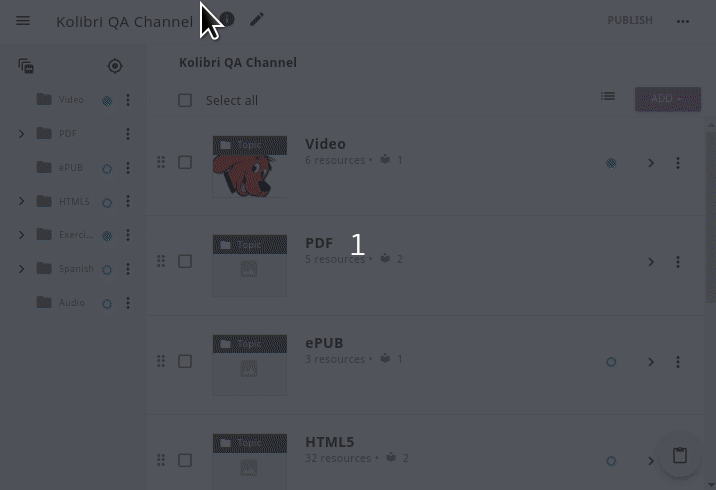 Kolibri QA Channel
PUBLISH
Kolibri QA Channel
Select all
ADD
Video
PDF
ePUB
HTML5
Exerci...
Spanish
Audio
Topic
Video
6 resources • 1
Topic
PDF
5 resources • 2
1
Topic
ePUB
3 resources • 1
Topic
HTML5
32 resources • 2